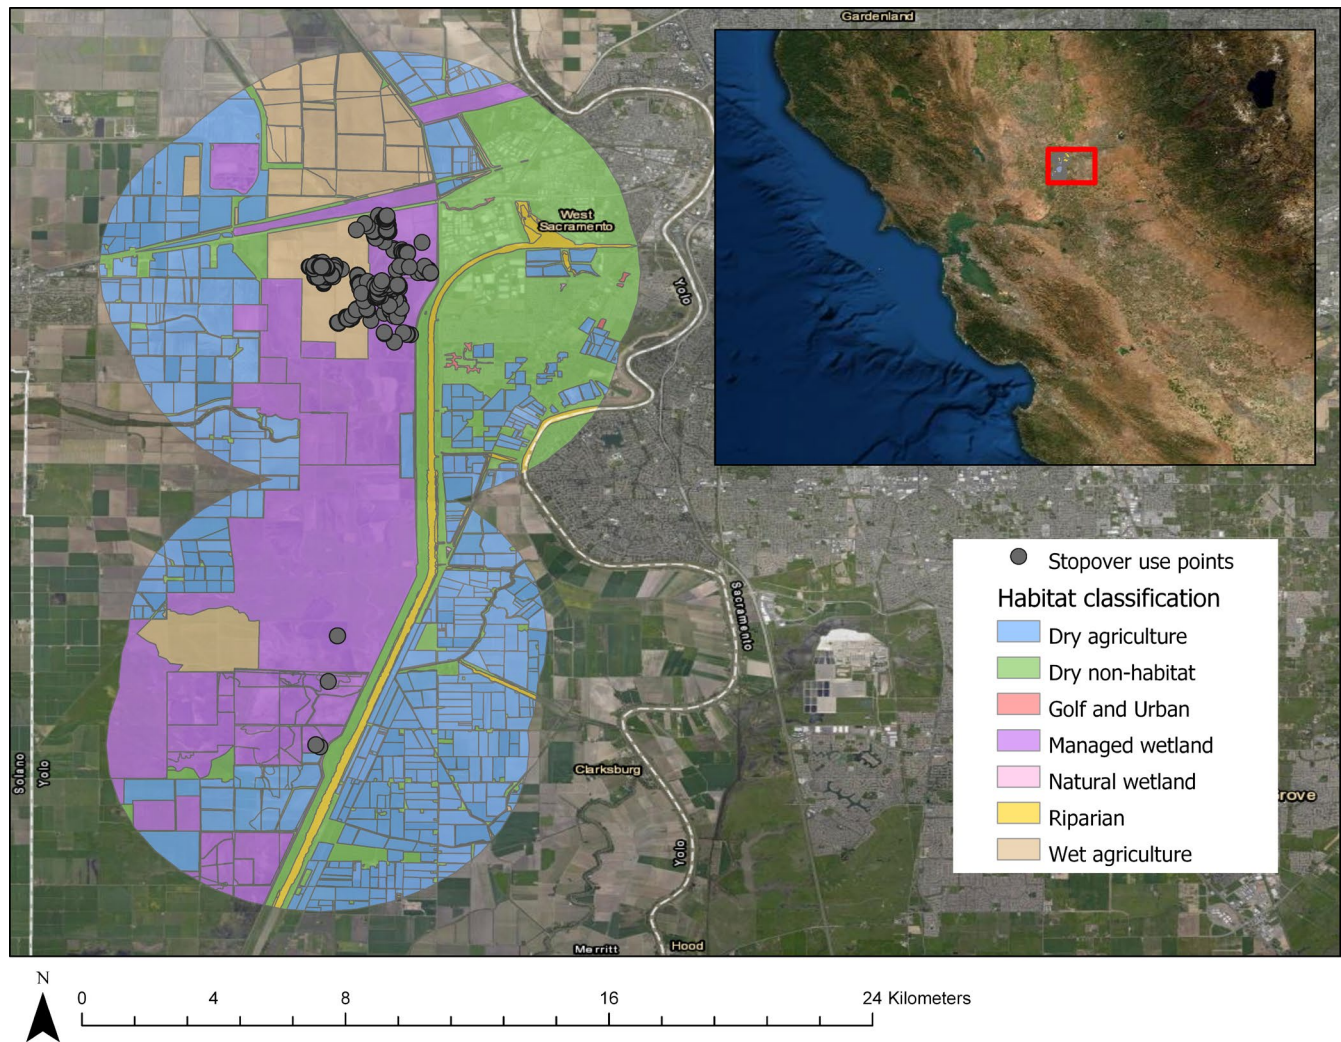 Gardenland
West
Sacramento
Yolo
Sacramento
Solano
Yolo
Clarksburg
Yolo
Merritt
Hood
rove
Stopover use points
Habitat classification
Dry agriculture
Dry non-habitat
Golf and Urban
Managed wetland
Natural wetland
Riparian
Wet agriculture
N
0 4 8 16 24 Kilometers